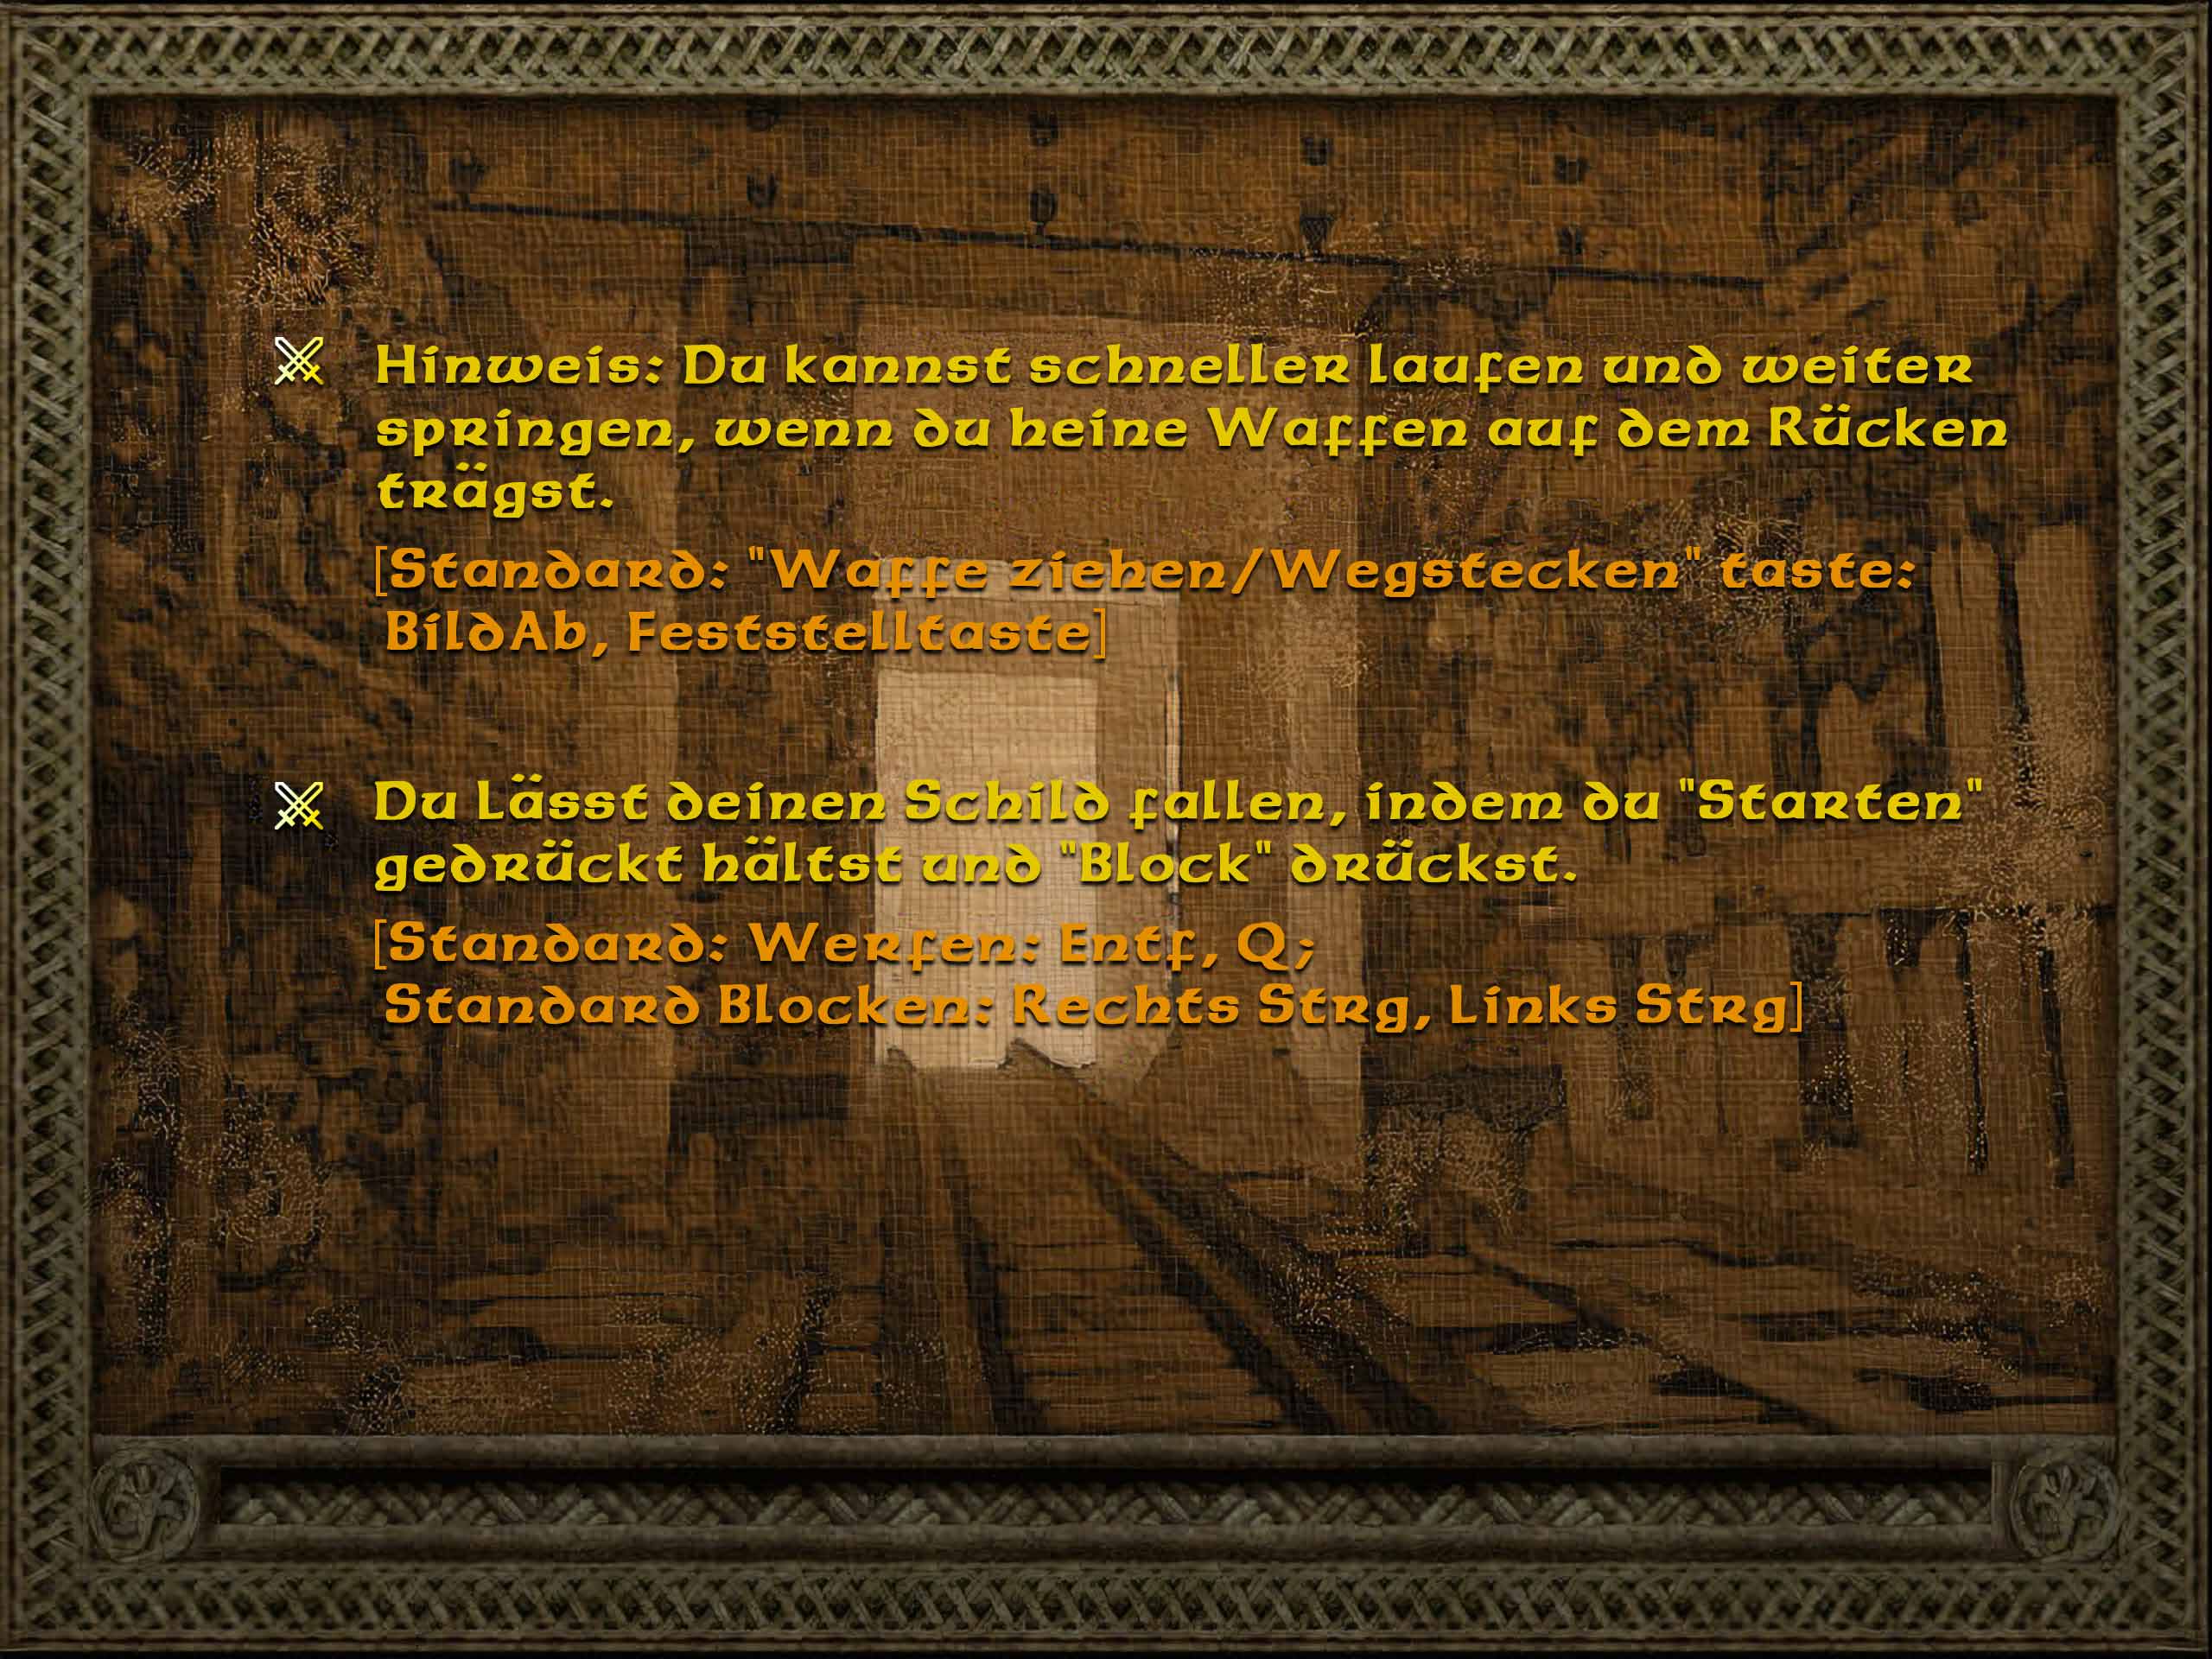 Hinweis: Du kannst schneller laufen und weiter
springen, wenn du heine Waffen auf dem Rücken
trägst.
[Standard: "Waffe ziehen/Wegstecken" taste:
BildAb, Feststelltaste]
Du Lässt deinen Schild fallen, indem du "Starten"
gedrückt hältst und "Block" drückst.
[Standard: Werfen: Entf, Q;
Standard Blocken: Rechts Strg, Links Strg]